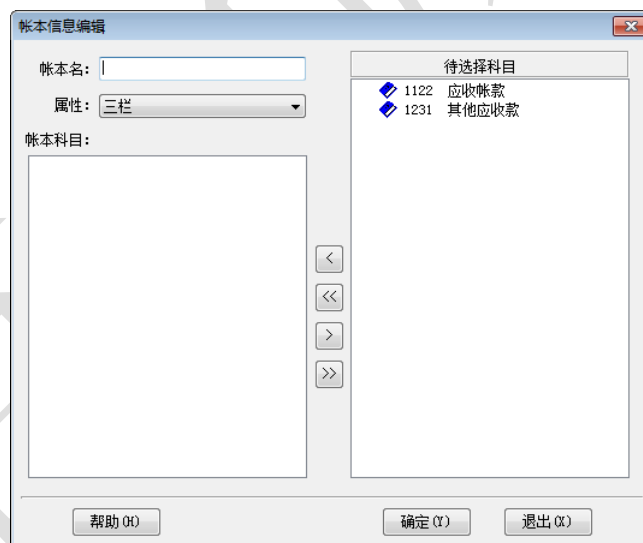 帐本信息编辑
帐本名:
属性: 三栏
帐本科目:
待选择科目
1122 应收帐款
1231 其他应收款
<
<<
>
>>
帮助(H)
确定(Y)
退出(X)